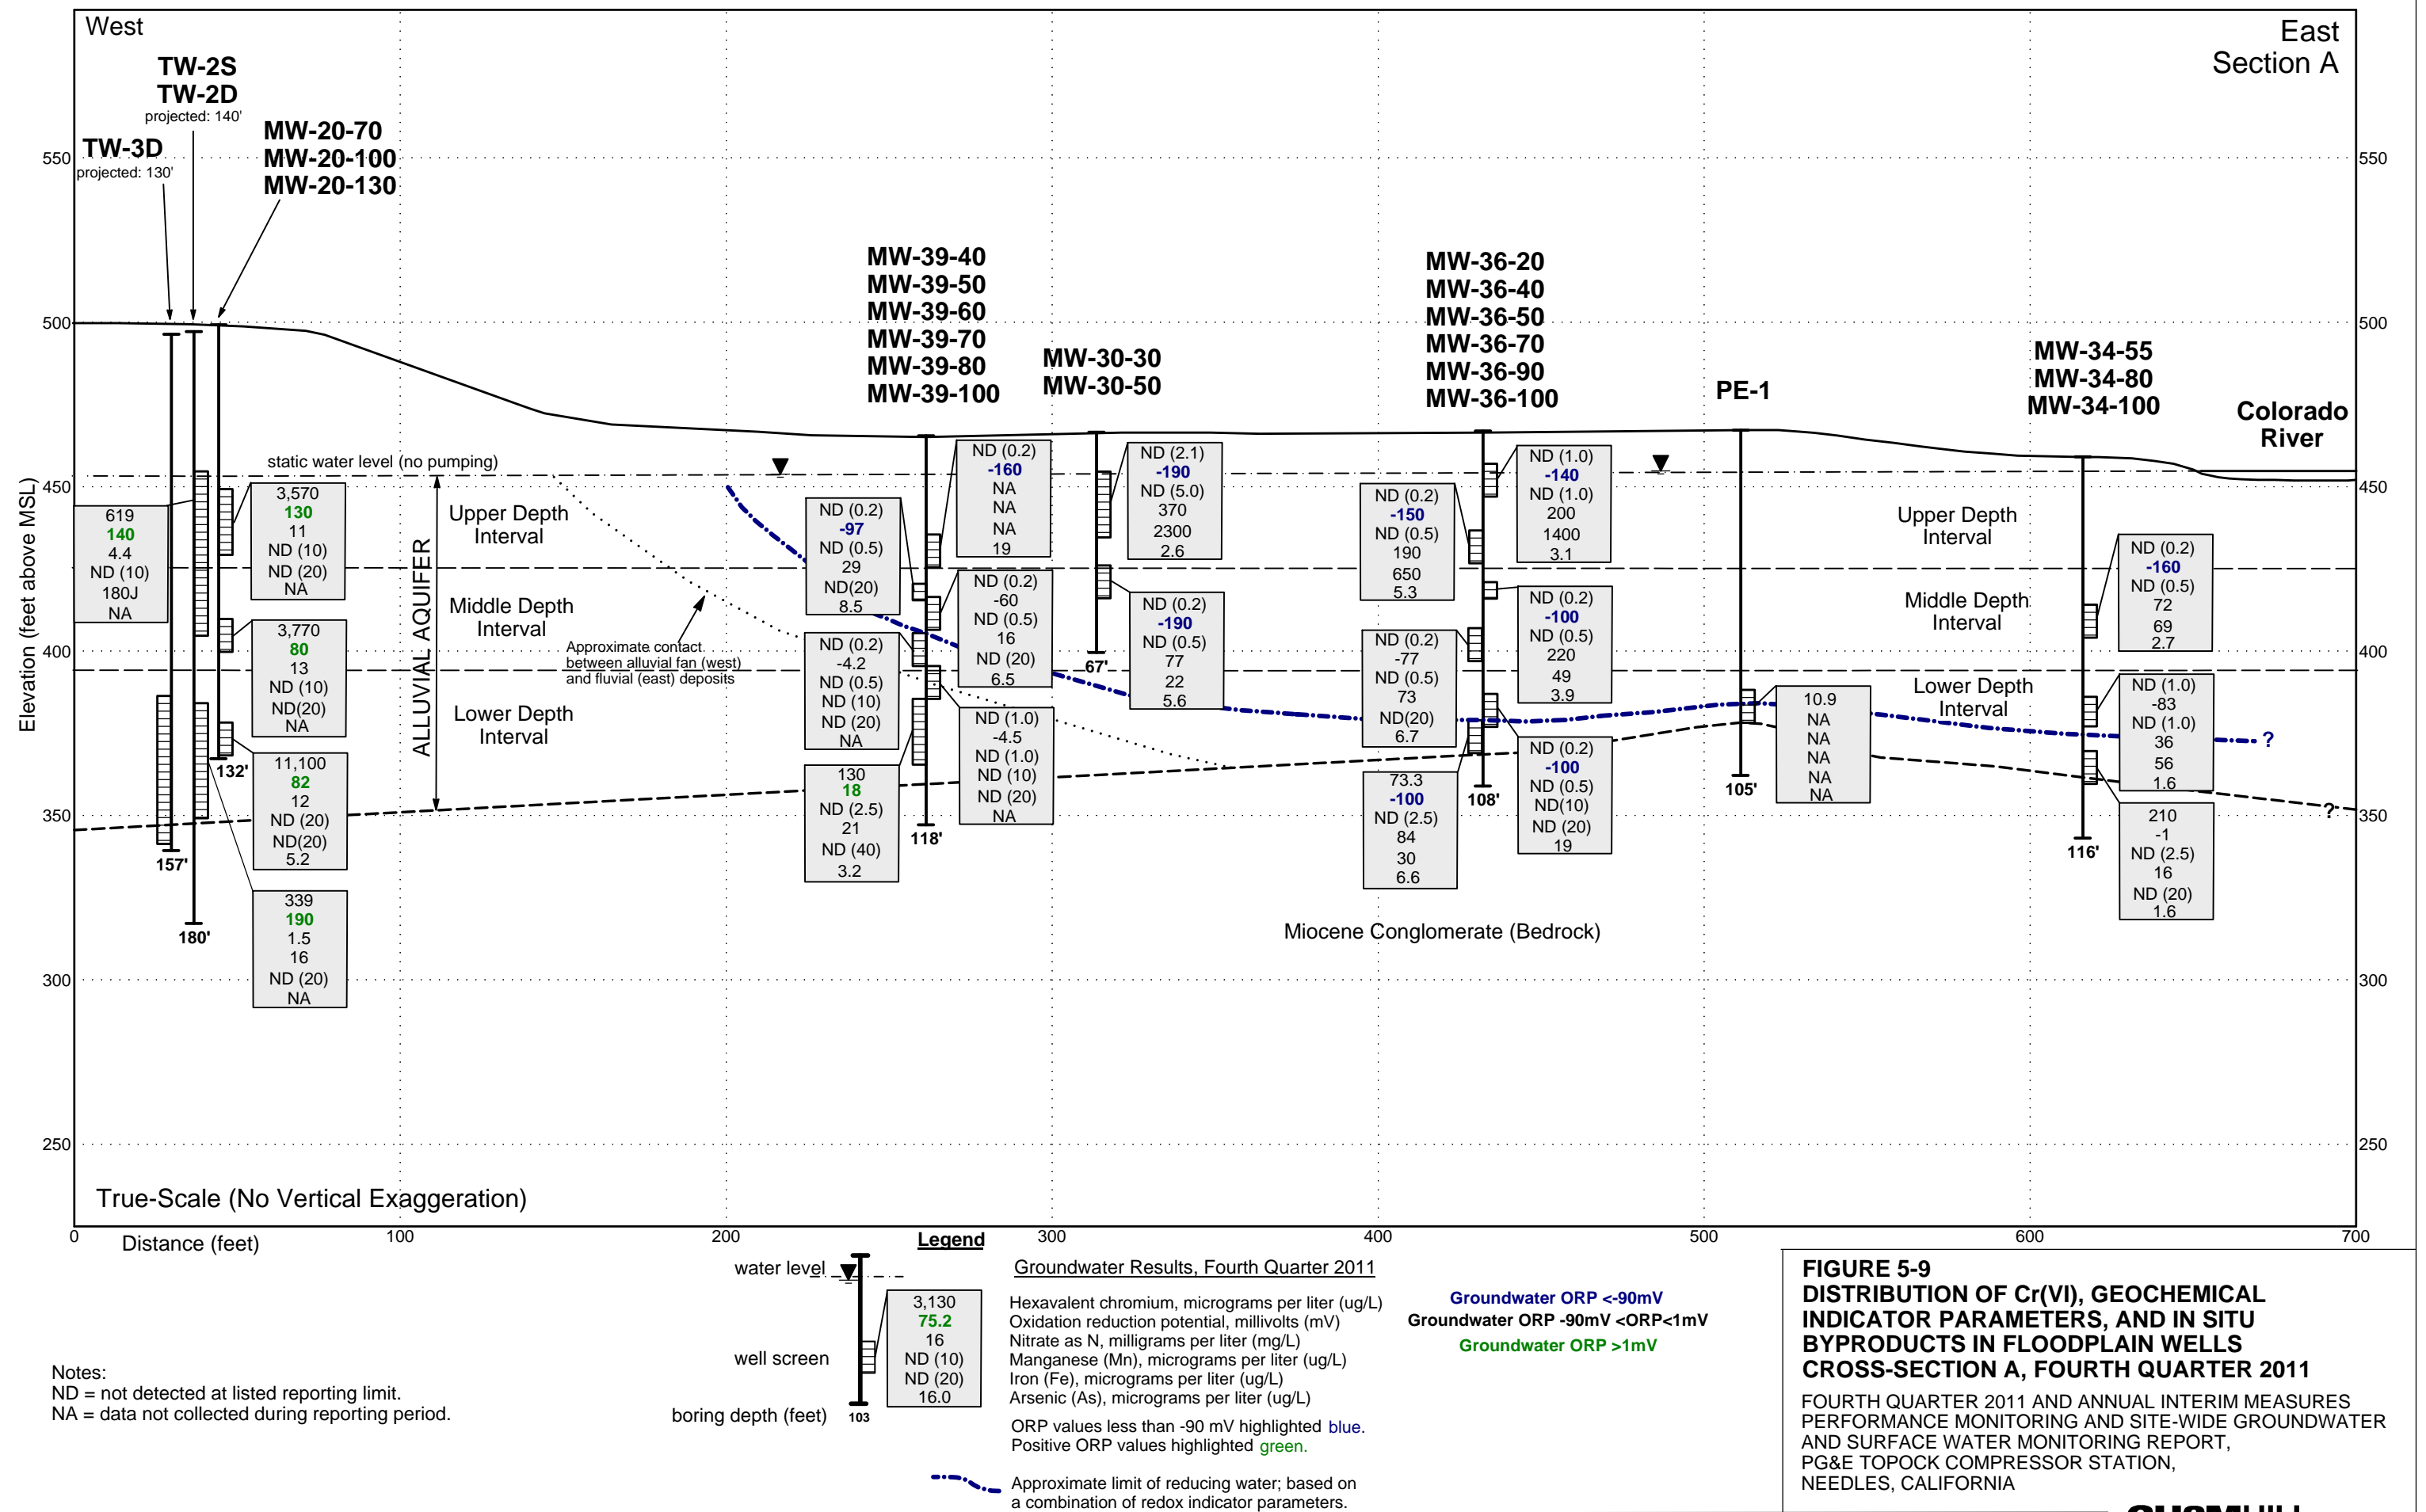 West
East
Section A
TW-2S
TW-2D
projected: 140'
TW-3D
projected: 130'
MW-20-70
MW-20-100
MW-20-130
MW-39-40
MW-39-50
MW-39-60
MW-39-70
MW-39-80
MW-39-100
MW-30-30
MW-30-50
MW-36-20
MW-36-40
MW-36-50
MW-36-70
MW-36-90
MW-36-100
PE-1
MW-34-55
MW-34-80
MW-34-100
Colorado
River
Elevation (feet above MSL)
550
500
450
400
350
300
250
550
500
450
400
350
300
250
static water level (no pumping)
ALLUVIAL AQUIFER
Upper Depth
Interval
Middle Depth
Interval
Lower Depth
Interval
Approximate contact
between alluvial fan (west)
and fluvial (east) deposits
Upper Depth
Interval
Middle Depth
Interval
Lower Depth
Interval
619
140
4.4
ND (10)
180J
NA
3,570
130
11
ND (10)
ND (20)
NA
3,770
80
13
ND (10)
ND(20)
NA
11,100
82
12
ND (20)
ND(20)
5.2
339
190
1.5
16
ND (20)
NA
157'
180'
132'
ND (0.2)
-160
NA
NA
NA
19
ND (0.2)
-97
ND (0.5)
29
ND(20)
8.5
ND (0.2)
-60
ND (0.5)
16
ND (20)
6.5
ND (0.2)
-4.2
ND (0.5)
ND (10)
ND (20)
NA
ND (1.0)
-4.5
ND (1.0)
ND (10)
ND (20)
NA
130
18
ND (2.5)
21
ND (40)
3.2
118'
ND (2.1)
-190
ND (5.0)
370
2300
2.6
ND (0.2)
-190
ND (0.5)
77
22
5.6
67'
ND (1.0)
-140
ND (1.0)
200
1400
3.1
ND (0.2)
-150
ND (0.5)
190
650
5.3
ND (0.2)
-100
ND (0.5)
220
49
3.9
ND (0.2)
-77
ND (0.5)
73
ND(20)
6.7
ND (0.2)
-100
ND (0.5)
ND(10)
ND (20)
19
73.3
-100
ND (2.5)
84
30
6.6
108'
10.9
NA
NA
NA
NA
NA
105'
ND (0.2)
-160
ND (0.5)
72
69
2.7
ND (1.0)
-83
ND (1.0)
36
56
1.6
210
-1
ND (2.5)
16
ND (20)
1.6
116'
?
?
Miocene Conglomerate (Bedrock)
True-Scale (No Vertical Exaggeration)
0 100 200 300 400 500 600 700
Distance (feet)
Legend
water level
well screen
boring depth (feet)
103
3,130
75.2
16
ND (10)
ND (20)
16.0
Groundwater Results, Fourth Quarter 2011
Hexavalent chromium, micrograms per liter (ug/L)
Oxidation reduction potential, millivolts (mV)
Nitrate as N, milligrams per liter (mg/L)
Manganese (Mn), micrograms per liter (ug/L)
Iron (Fe), micrograms per liter (ug/L)
Arsenic (As), micrograms per liter (ug/L)
ORP values less than -90 mV highlighted blue.
Positive ORP values highlighted green.
Approximate limit of reducing water; based on
a combination of redox indicator parameters.
Groundwater ORP <-90mV
Groundwater ORP -90mV <ORP<1mV
Groundwater ORP >1mV
Notes:
ND = not detected at listed reporting limit.
NA = data not collected during reporting period.
FIGURE 5-9
DISTRIBUTION OF Cr(VI), GEOCHEMICAL
INDICATOR PARAMETERS, AND IN SITU
BYPRODUCTS IN FLOODPLAIN WELLS
CROSS-SECTION A, FOURTH QUARTER 2011
FOURTH QUARTER 2011 AND ANNUAL INTERIM MEASURES
PERFORMANCE MONITORING AND SITE-WIDE GROUNDWATER
AND SURFACE WATER MONITORING REPORT,
PG&E TOPOCK COMPRESSOR STATION,
NEEDLES, CALIFORNIA